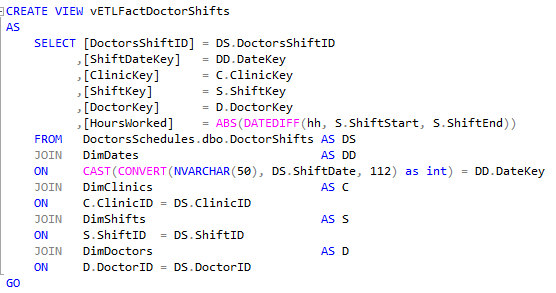 CREATE VIEW vETLFactDoctorShifts
AS
    SELECT [DoctorsShiftID] = DS.DoctorsShiftID
          ,[ShiftDateKey]   = DD.DateKey
          ,[ClinicKey]      = C.ClinicKey
          ,[ShiftKey]       = S.ShiftKey
          ,[DoctorKey]      = D.DoctorKey
          ,[HoursWorked]    = ABS(DATEDIFF(hh, S.ShiftStart, S.ShiftEnd))
    FROM   DoctorsSchedules.dbo.DoctorShifts AS DS
    JOIN   DimDates                          AS DD
    ON     CAST(CONVERT(NVARCHAR(50), DS.ShiftDate, 112) as int) = DD.DateKey
    JOIN   DimClinics                        AS C
    ON     C.ClinicID = DS.ClinicID
    JOIN   DimShifts                         AS S
    ON     S.ShiftID  = DS.ShiftID
    JOIN   DimDoctors                        AS D
    ON     D.DoctorID = DS.DoctorID
GO